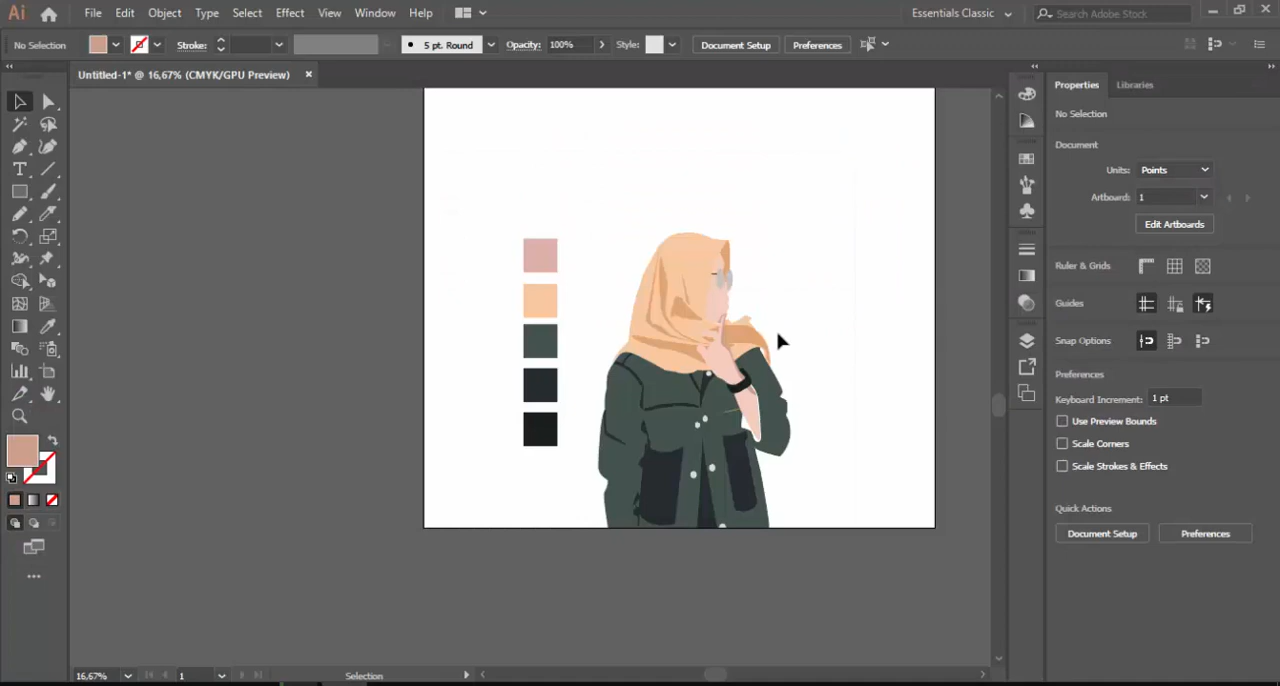 Ai File Edit Object Type Select Effect View Window Help Essentials Classic Search Adobe Stock
No Selection Stroke: 5 pt. Round Opacity: 100% Style: Document Setup Preferences
Untitled-1* @ 16,67% (CMYK/GPU Preview) ×
Properties Libraries
No Selection
Document
Units: Points
Artboard: 1
Edit Artboards
Ruler & Grids
Guides
Snap Options
Preferences
Keyboard Increment: 1 pt
Use Preview Bounds
Scale Corners
Scale Strokes & Effects
Quick Actions
Document Setup Preferences
16,67% 1 Selection